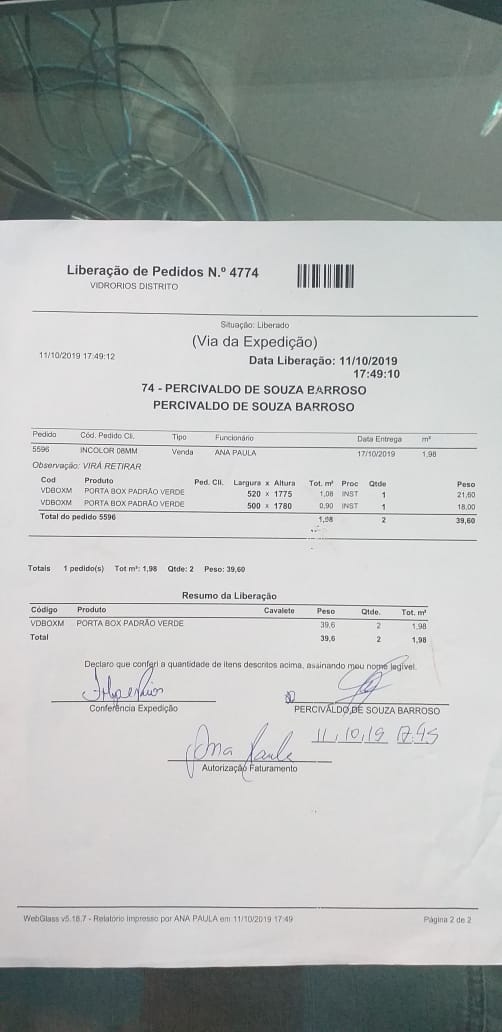 Liberação de Pedidos N.º 4774
VIDRORIOS DISTRITO
Situação: Liberado
(Via da Expedição)
11/10/2019 17:49:12
Data Liberação: 11/10/2019
17:49:10
74 - PERCIVALDO DE SOUZA BARROSO
PERCIVALDO DE SOUZA BARROSO
Pedido Cód. Pedido Cli. Tipo Funcionário Data Entrega m²
5596 INCOLOR 08MM Venda ANA PAULA 17/10/2019 1,98
Observação: VIRÁ RETIRAR
Cod Produto Ped. Cli. Largura x Altura Tot. m² Proc Qtde Peso
VDBOXM PORTA BOX PADRÃO VERDE 520 x 1775 1,08 INST 1 21,60
VDBOXM PORTA BOX PADRÃO VERDE 500 x 1780 0,90 INST 1 18,00
Total do pedido 5596 1,98 2 39,60
Totais 1 pedido(s) Tot m²: 1,98 Qtde: 2 Peso: 39,60
Resumo da Liberação
Código Produto Cavalete Peso Qtde. Tot. m²
VDBOXM PORTA BOX PADRÃO VERDE 39,6 2 1,98
Total 39,6 2 1,98
Declaro que conferi a quantidade de itens descritos acima, assinando meu nome legível.
Conferência Expedição
PERCIVALDO DE SOUZA BARROSO
11, 10, 19 17:45
Ana Paula
Autorização Faturamento
WebGlass v5.18.7 - Relatório Impresso por ANA PAULA em 11/10/2019 17:49
Página 2 de 2